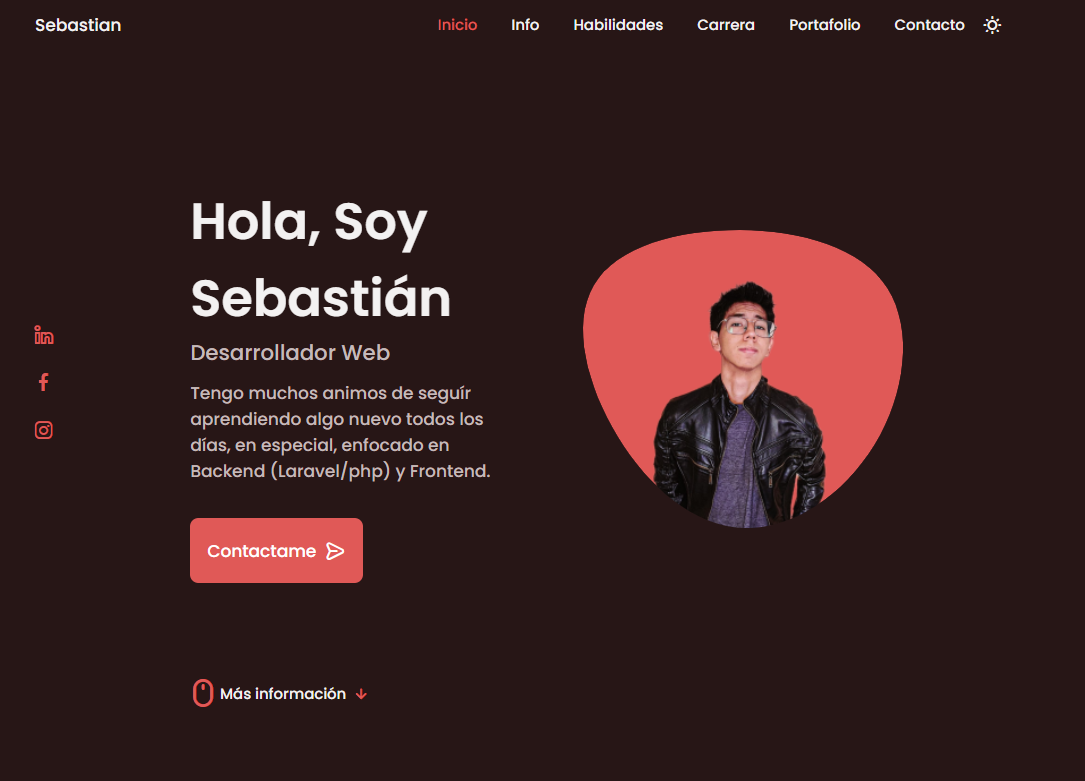 Sebastian
Inicio Info Habilidades Carrera Portafolio Contacto
Hola, Soy
Sebastián
Desarrollador Web
Tengo muchos animos de seguír
aprendiendo algo nuevo todos los
días, en especial, enfocado en
Backend (Laravel/php) y Frontend.
Contactame
Más información